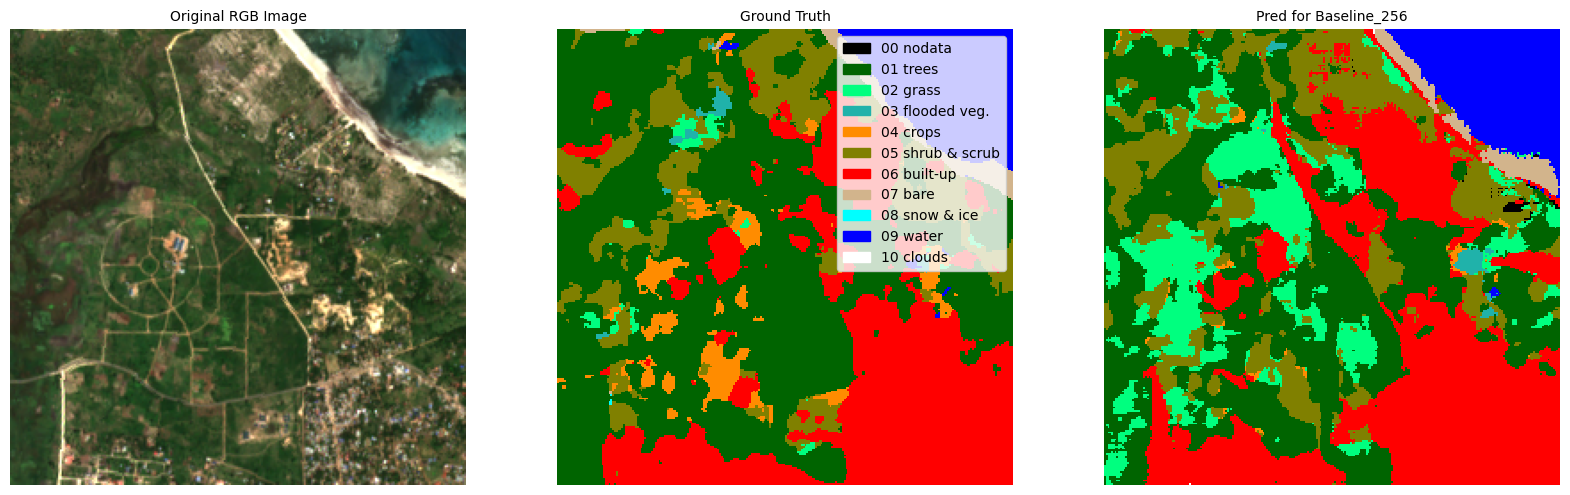 Original RGB Image
Ground Truth
Pred for Baseline_256
00 nodata
01 trees
02 grass
03 flooded veg.
04 crops
05 shrub & scrub
06 built-up
07 bare
08 snow & ice
09 water
10 clouds